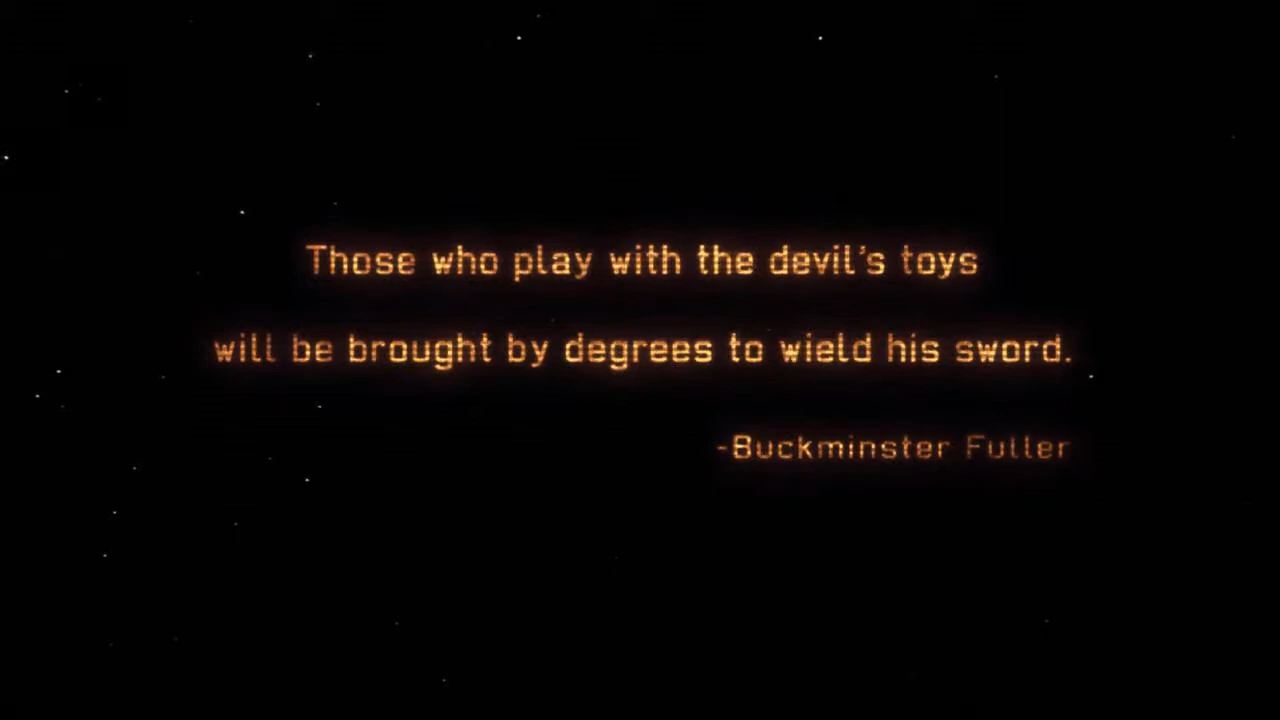 Those who play with the devil’s toys
will be brought by degrees to wield his sword.
-Buckminster Fuller